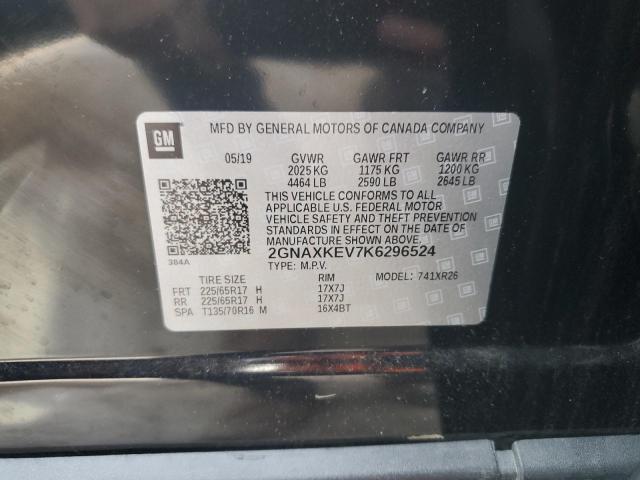 GM
MFD BY GENERAL MOTORS OF CANADA COMPANY
05/19 GVWR GAWR FRT GAWR RR
2025 KG 1175 KG 1200 KG
4464 LB 2590 LB 2645 LB
THIS VEHICLE CONFORMS TO ALL
APPLICABLE U.S. FEDERAL MOTOR
VEHICLE SAFETY AND THEFT PREVENTION
STANDARDS IN EFFECT ON THE DATE OF
MANUFACTURE SHOWN ABOVE.
2GNAXKEV7K6296524
384A
TYPE: M.P.V. MODEL: 741XR26
TIRE SIZE RIM
FRT 225/65R17 H 17X7J
RR 225/65R17 H 17X7J
SPA T135/70R16 M 16X4BT